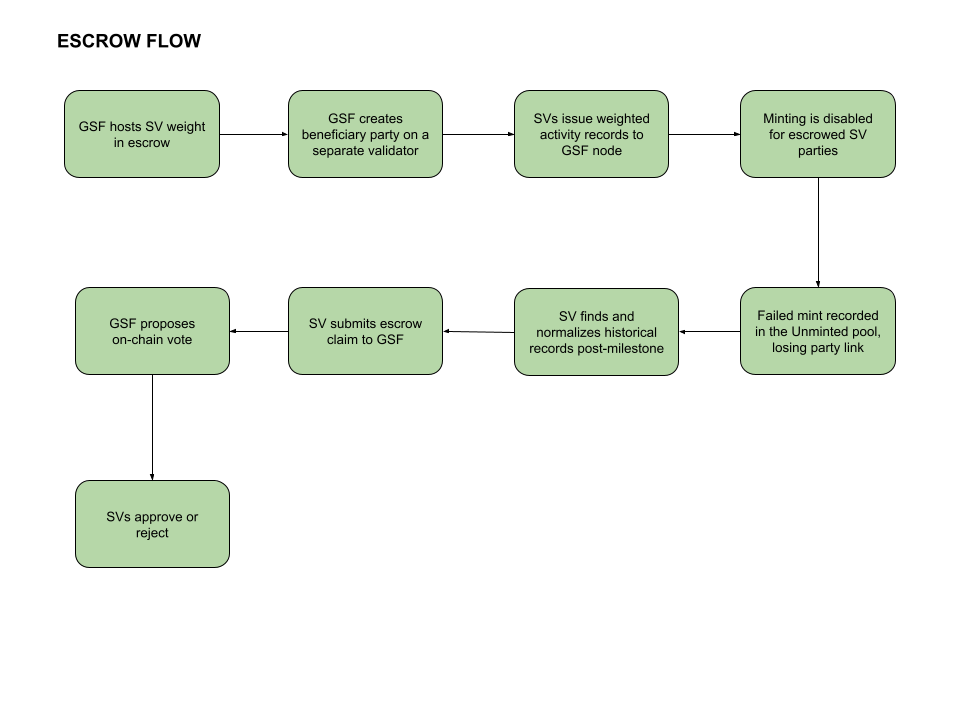 ESCROW FLOW
GSF hosts SV weight
in escrow
GSF creates
beneficiary party on a
separate validator
SVs issue weighted
activity records to
GSF node
Minting is disabled
for escrowed SV
parties
Failed mint recorded
in the Unminted pool,
losing party link
SV finds and
normalizes historical
records post-milestone
SV submits escrow
claim to GSF
GSF proposes
on-chain vote
SVs approve or
reject